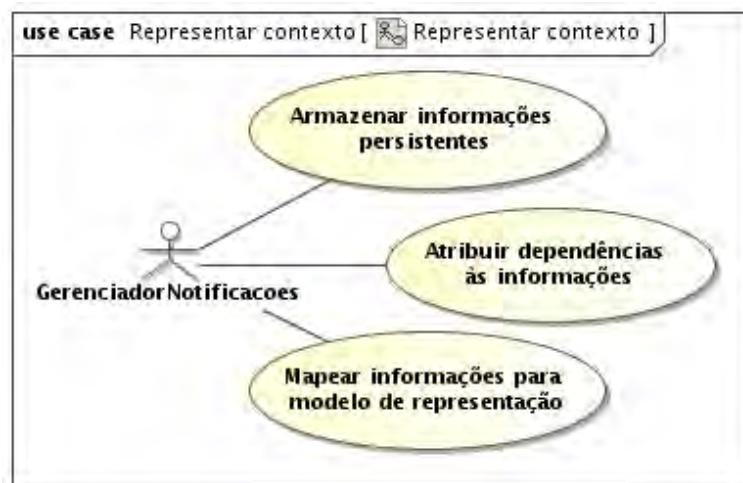 use case Representar contexto [ Representar contexto ]
Armazenar informações
persistentes
Atribuir dependências
às informações
GerenciadorNotificacoes
Mapear informações para
modelo de representação